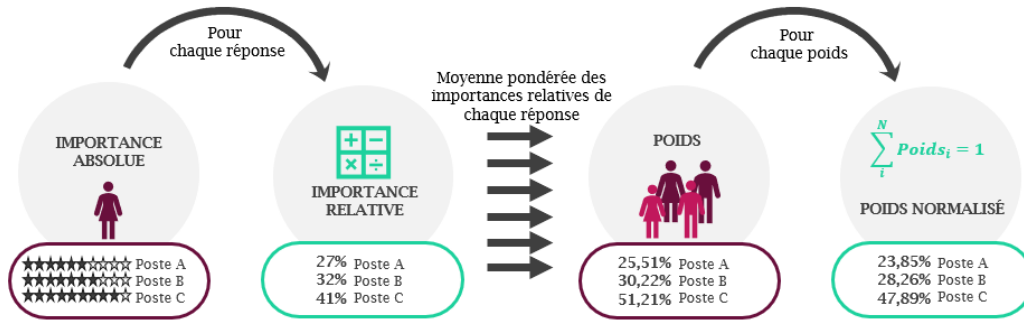 Pour
chaque réponse
Pour
chaque poids
Moyenne pondérée des
importances relatives de
chaque réponse
IMPORTANCE
ABSOLUE
IMPORTANCE
RELATIVE
POIDS
N
∑ Poidsᵢ = 1
i
POIDS NORMALISÉ
Poste A
Poste B
Poste C
27% Poste A
32% Poste B
41% Poste C
25,51% Poste A
30,22% Poste B
51,21% Poste C
23,85% Poste A
28,26% Poste B
47,89% Poste C